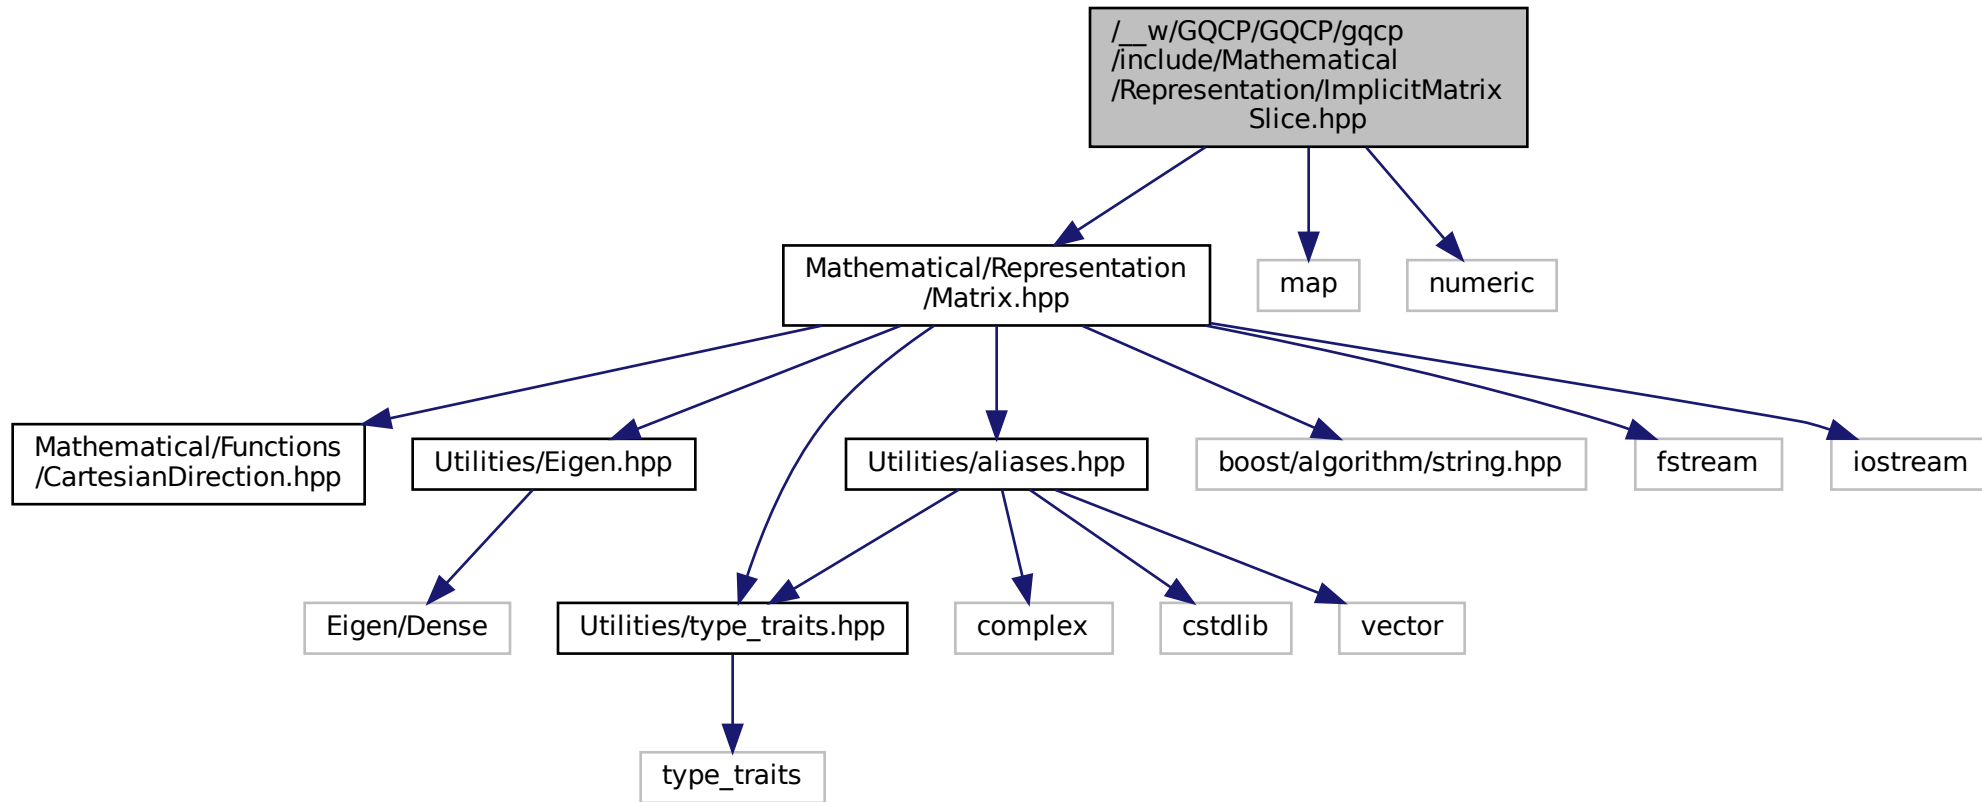 /__w/GQCP/GQCP/gqcp
/include/Mathematical
/Representation/ImplicitMatrix
Slice.hpp
Mathematical/Representation
/Matrix.hpp
map
numeric
Mathematical/Functions
/CartesianDirection.hpp
Utilities/Eigen.hpp
Utilities/aliases.hpp
boost/algorithm/string.hpp
fstream
iostream
Eigen/Dense
Utilities/type_traits.hpp
complex
cstdlib
vector
type_traits